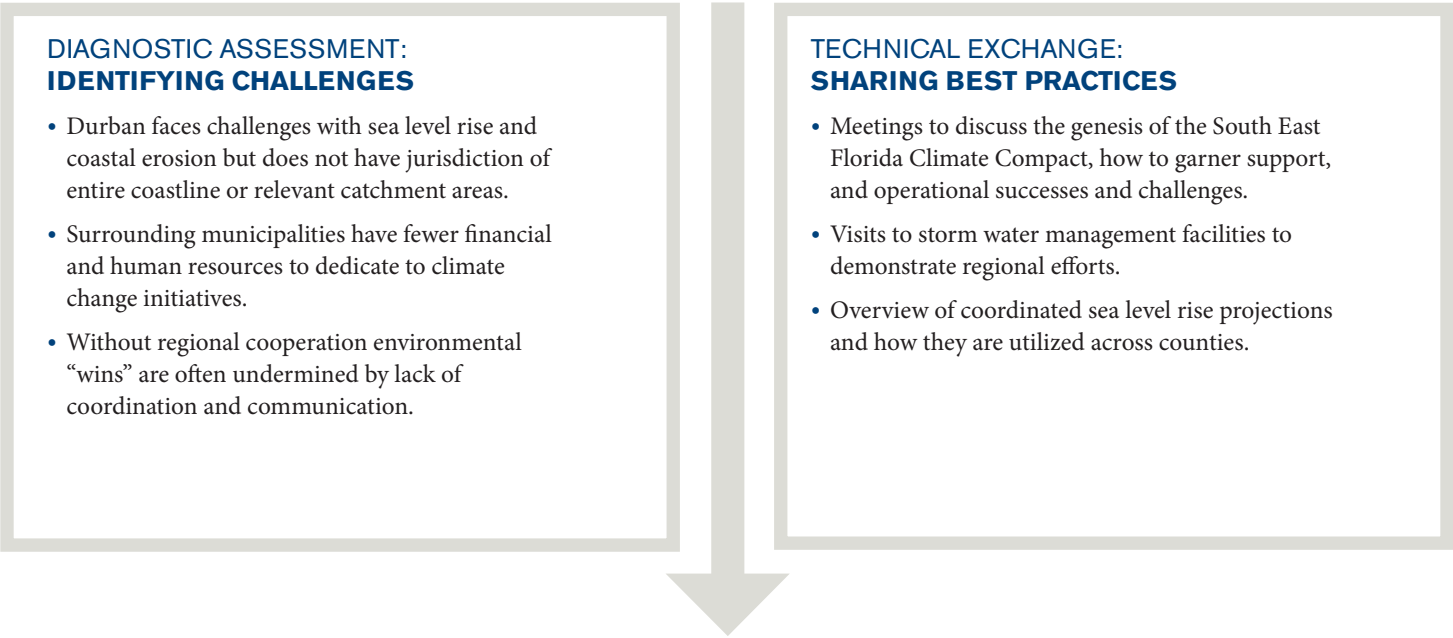 DIAGNOSTIC ASSESSMENT:
IDENTIFYING CHALLENGES
• Durban faces challenges with sea level rise and
coastal erosion but does not have jurisdiction of
entire coastline or relevant catchment areas.
• Surrounding municipalities have fewer financial
and human resources to dedicate to climate
change initiatives.
• Without regional cooperation environmental
“wins” are often undermined by lack of
coordination and communication.
TECHNICAL EXCHANGE:
SHARING BEST PRACTICES
• Meetings to discuss the genesis of the South East
Florida Climate Compact, how to garner support,
and operational successes and challenges.
• Visits to storm water management facilities to
demonstrate regional efforts.
• Overview of coordinated sea level rise projections
and how they are utilized across counties.